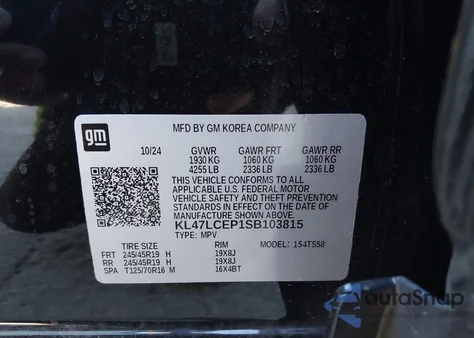 gm
MFD BY GM KOREA COMPANY
10/24 GVWR GAWR FRT GAWR RR
1930 KG 1060 KG 1060 KG
4255 LB 2336 LB 2336 LB
THIS VEHICLE CONFORMS TO ALL
APPLICABLE U.S. FEDERAL MOTOR
VEHICLE SAFETY AND THEFT PREVENTION
STANDARDS IN EFFECT ON THE DATE OF
MANUFACTURE SHOWN ABOVE.
KL47LCEP1SB103815
TYPE: MPV MODEL: 1S4TS58
TIRE SIZE RIM
FRT 245/45R19 H 19X8J
RR 245/45R19 H 19X8J
SPA T125/70R16 M 16X4BT
autoSnap